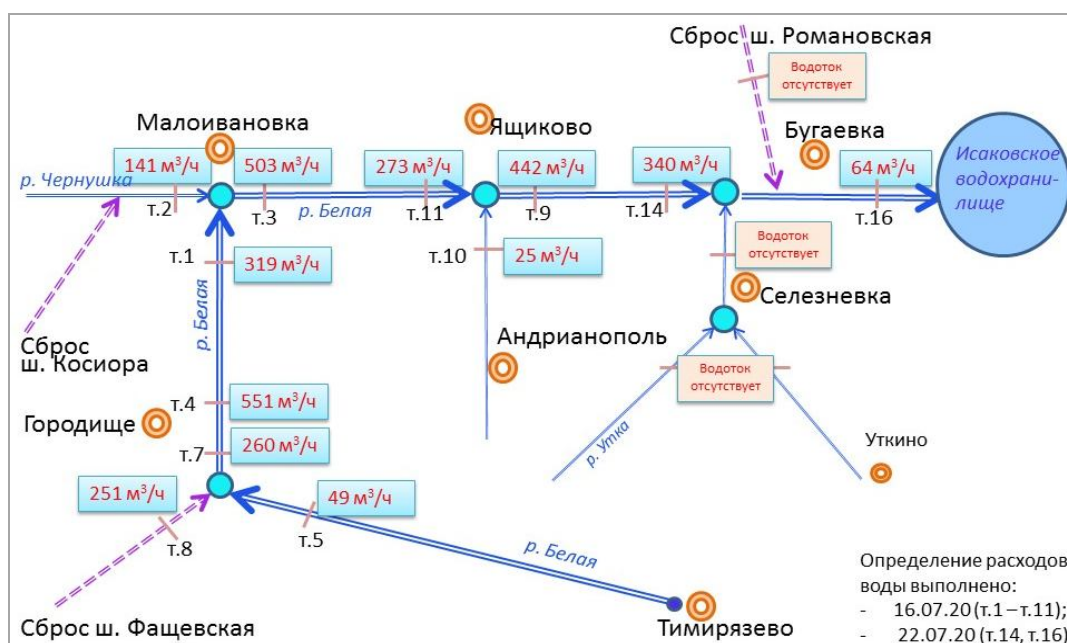 Сброс ш. Романовская
Водоток
отсутствует
Малоивановка
Ящиково
Бугаевка
Исаковское
водохрани-
лище
141 м³/ч
503 м³/ч
273 м³/ч
442 м³/ч
340 м³/ч
64 м³/ч
р. Чернушка
т.2
т.3
р. Белая
т.11
т.9
т.14
т.16
т.1
319 м³/ч
т.10
25 м³/ч
Водоток
отсутствует
Селезневка
р. Белая
Сброс
ш. Косиора
Андрианополь
Водоток
отсутствует
т.4
551 м³/ч
Городище
т.7
260 м³/ч
р. Утка
Уткино
251 м³/ч
49 м³/ч
т.8
т.5
р. Белая
Сброс ш. Фащевская
Тимирязево
Определение расходов
воды выполнено:
- 16.07.20 (т.1 – т.11);
- 22.07.20 (т.14, т.16)